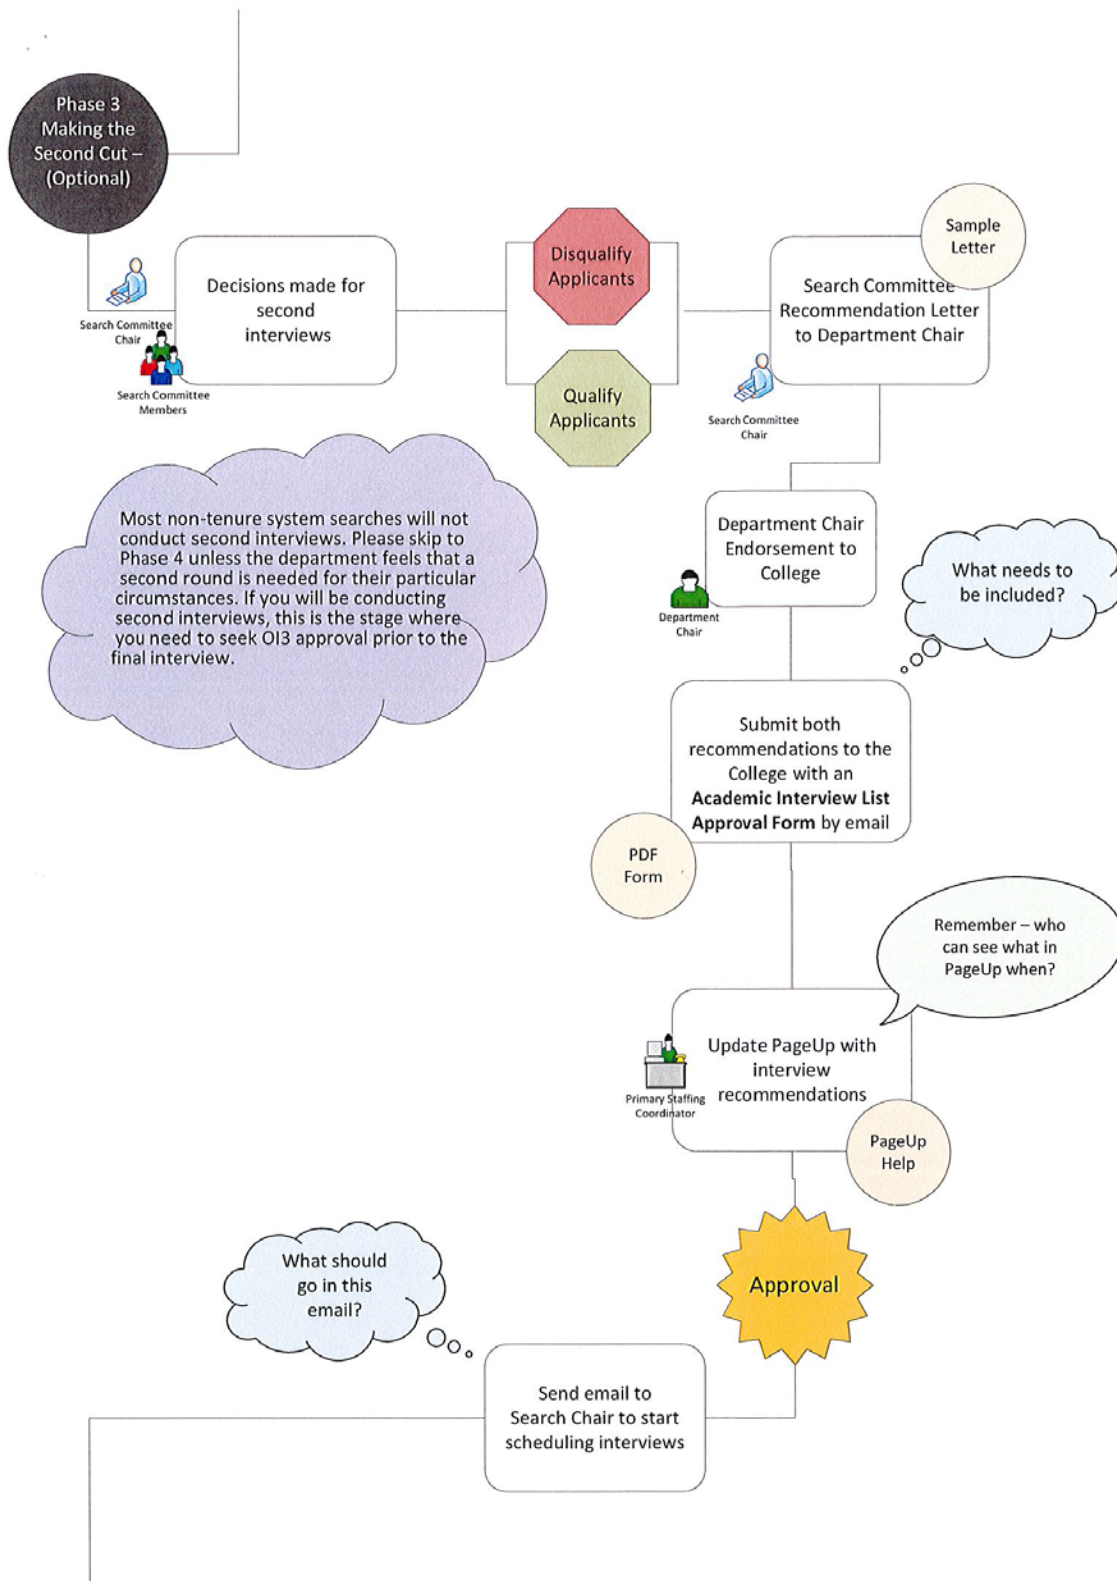 Phase 3
Making the
Second Cut –
(Optional)
Decisions made for
second
interviews
Search Committee
Chair
Search Committee
Members
Disqualify
Applicants
Qualify
Applicants
Sample
Letter
Search Committee
Recommendation Letter
to Department Chair
Search Committee
Chair
Most non-tenure system searches will not
conduct second interviews. Please skip to
Phase 4 unless the department feels that a
second round is needed for their particular
circumstances. If you will be conducting
second interviews, this is the stage where
you need to seek OI3 approval prior to the
final interview.
Department Chair
Endorsement to
College
Department
Chair
What needs to
be included?
Submit both
recommendations to the
College with an
Academic Interview List
Approval Form by email
PDF
Form
Remember – who
can see what in
PageUp when?
Update PageUp with
interview
recommendations
Primary Staffing
Coordinator
PageUp
Help
Approval
What should
go in this
email?
Send email to
Search Chair to start
scheduling interviews